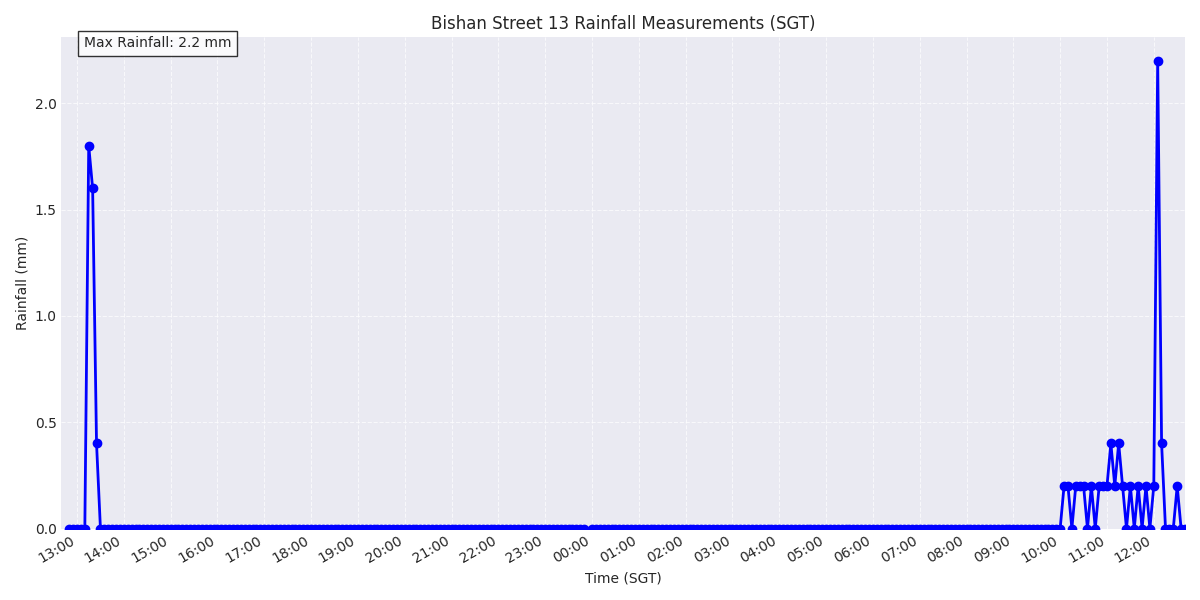 Bishan Street 13 Rainfall Measurements (SGT)
Max Rainfall: 2.2 mm
Rainfall (mm)
2.0
1.5
1.0
0.5
0.0
13:00 14:00 15:00 16:00 17:00 18:00 19:00 20:00 21:00 22:00 23:00 00:00 01:00 02:00 03:00 04:00 05:00 06:00 07:00 08:00 09:00 10:00 11:00 12:00
Time (SGT)